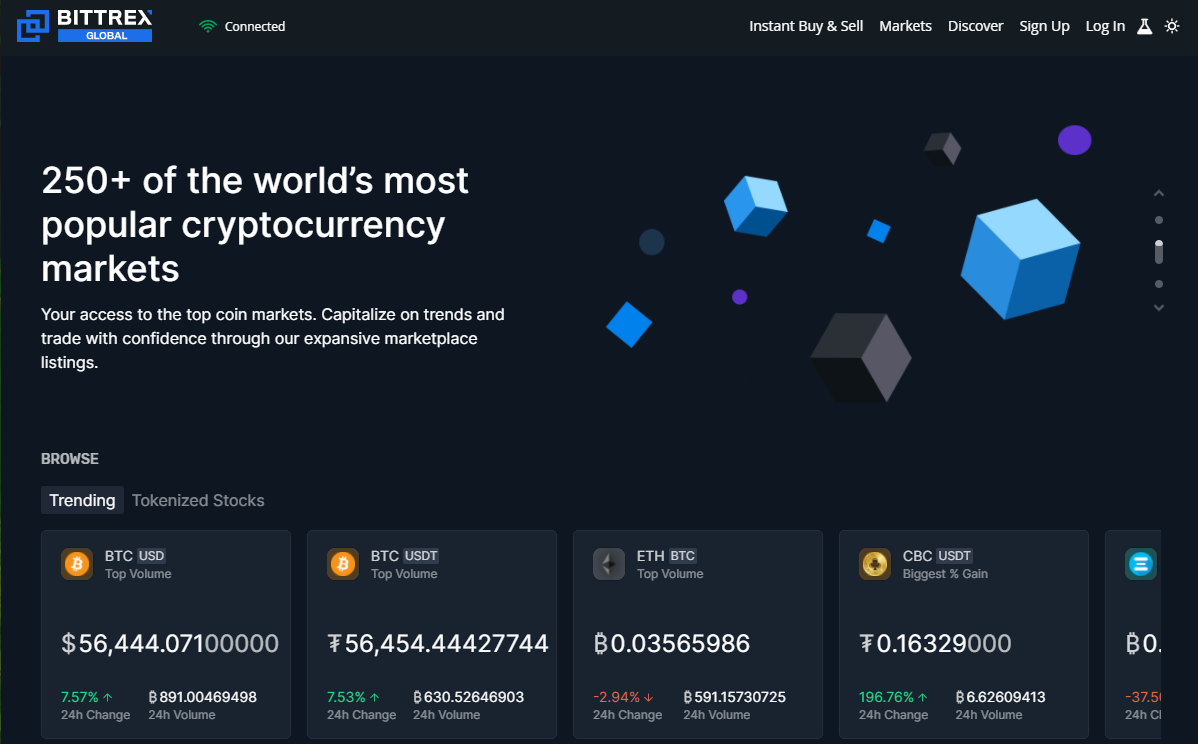 BITTREX
GLOBAL
Connected
Instant Buy & Sell Markets Discover Sign Up Log In
250+ of the world’s most
popular cryptocurrency
markets
Your access to the top coin markets. Capitalize on trends and
trade with confidence through our expansive marketplace
listings.
BROWSE
Trending Tokenized Stocks
BTC USD
Top Volume
$56,444.07100000
7.57% ↑ ₿891.00469498
24h Change 24h Volume
BTC USDT
Top Volume
₮56,454.44427744
7.53% ↑ ₿630.52646903
24h Change 24h Volume
ETH BTC
Top Volume
₿0.03565986
-2.94% ↓ ₿591.15730725
24h Change 24h Volume
CBC USDT
Biggest % Gain
₮0.16329000
196.76% ↑ ₿6.62609413
24h Change 24h Volume
₿0.
-37.5
24h C